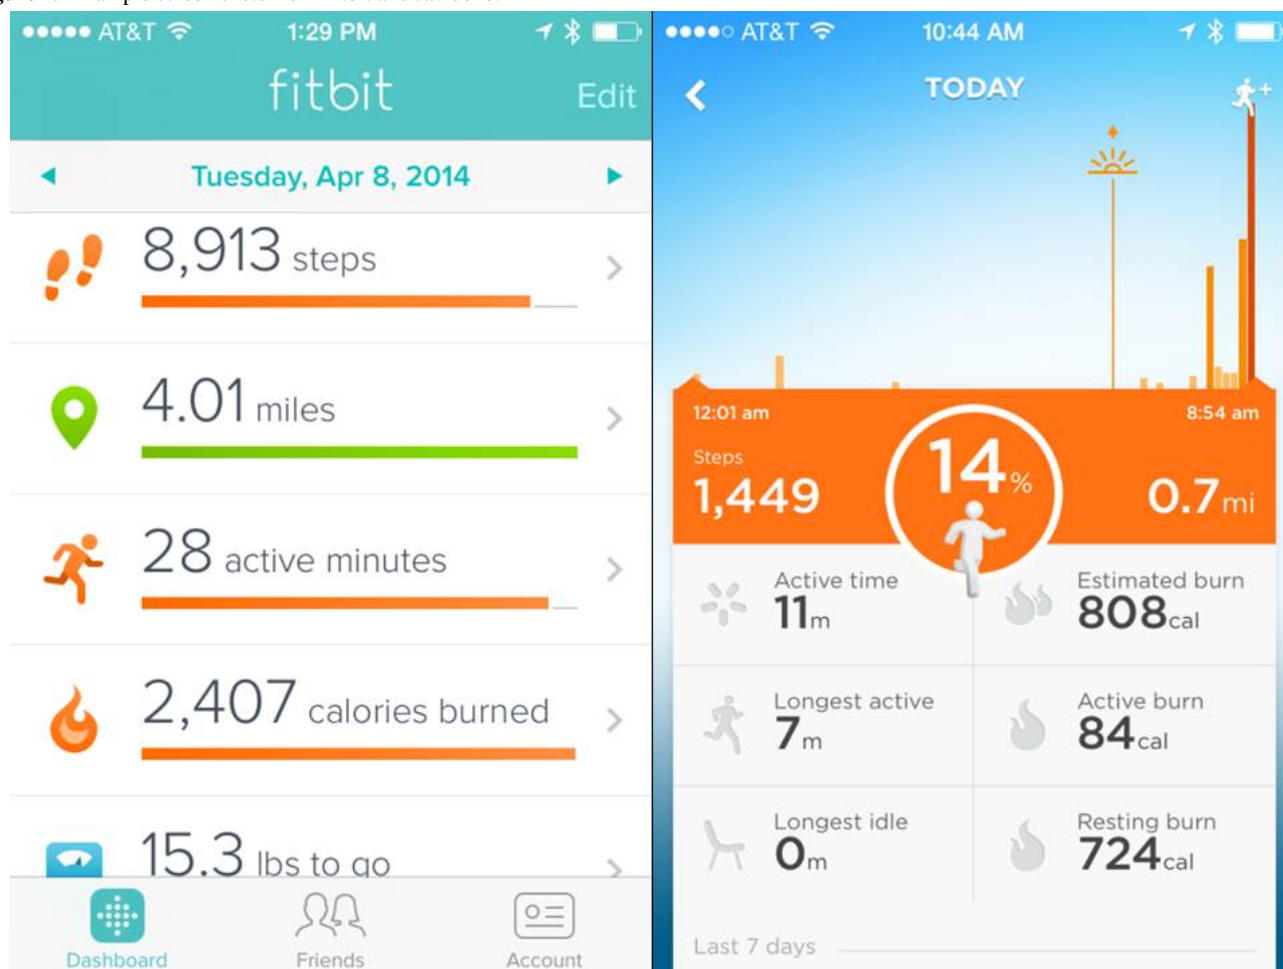 AT&T 1:29 PM
fitbit Edit
Tuesday, Apr 8, 2014
8,913 steps
4.01 miles
28 active minutes
2,407 calories burned
15.3 lbs to go
Dashboard Friends Account
AT&T 10:44 AM
TODAY
12:01 am 8:54 am
Steps
1,449 14% 0.7 mi
Active time Estimated burn
11m 808cal
Longest active Active burn
7m 84cal
Longest idle Resting burn
0m 724cal
Last 7 days